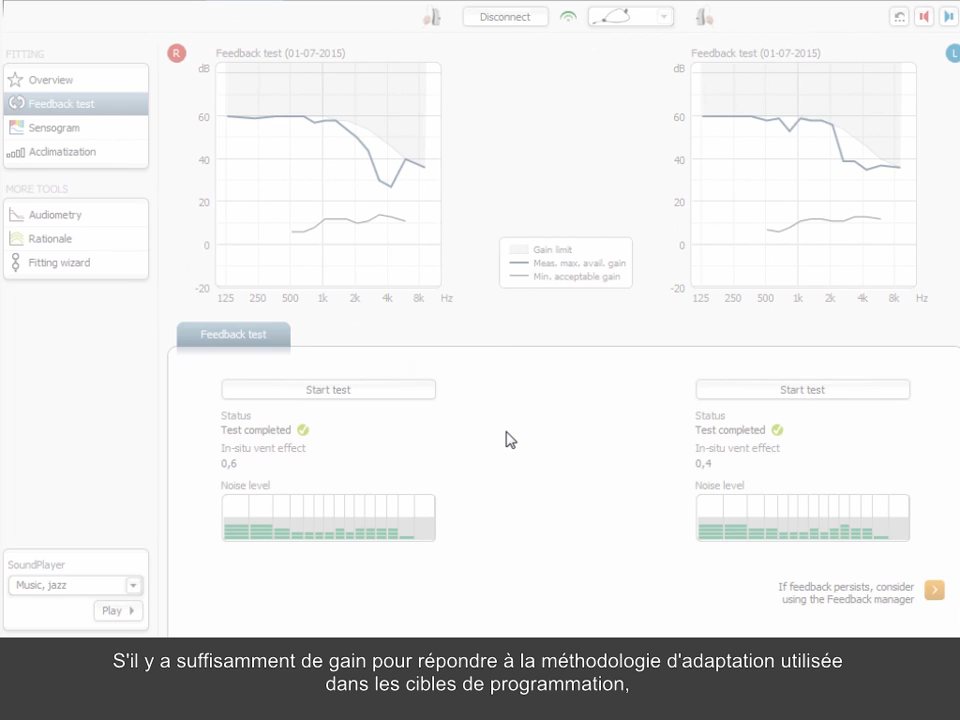 Disconnect
FITTING
Overview
Feedback test
Sensogram
Acclimatization
MORE TOOLS
Audiometry
Rationale
Fitting wizard
SoundPlayer
Music, jazz
Play
R
Feedback test (01-07-2015)
dB
60
40
20
0
-20
125 250 500 1k 2k 4k 8k Hz
Gain limit
Meas. max. avail. gain
Min. acceptable gain
Feedback test (01-07-2015)
L
dB
60
40
20
0
-20
125 250 500 1k 2k 4k 8k Hz
Feedback test
Start test
Status
Test completed
In-situ vent effect
0,6
Noise level
Start test
Status
Test completed
In-situ vent effect
0,4
Noise level
If feedback persists, consider
using the Feedback manager
S'il y a suffisamment de gain pour répondre à la méthodologie d'adaptation utilisée
dans les cibles de programmation,